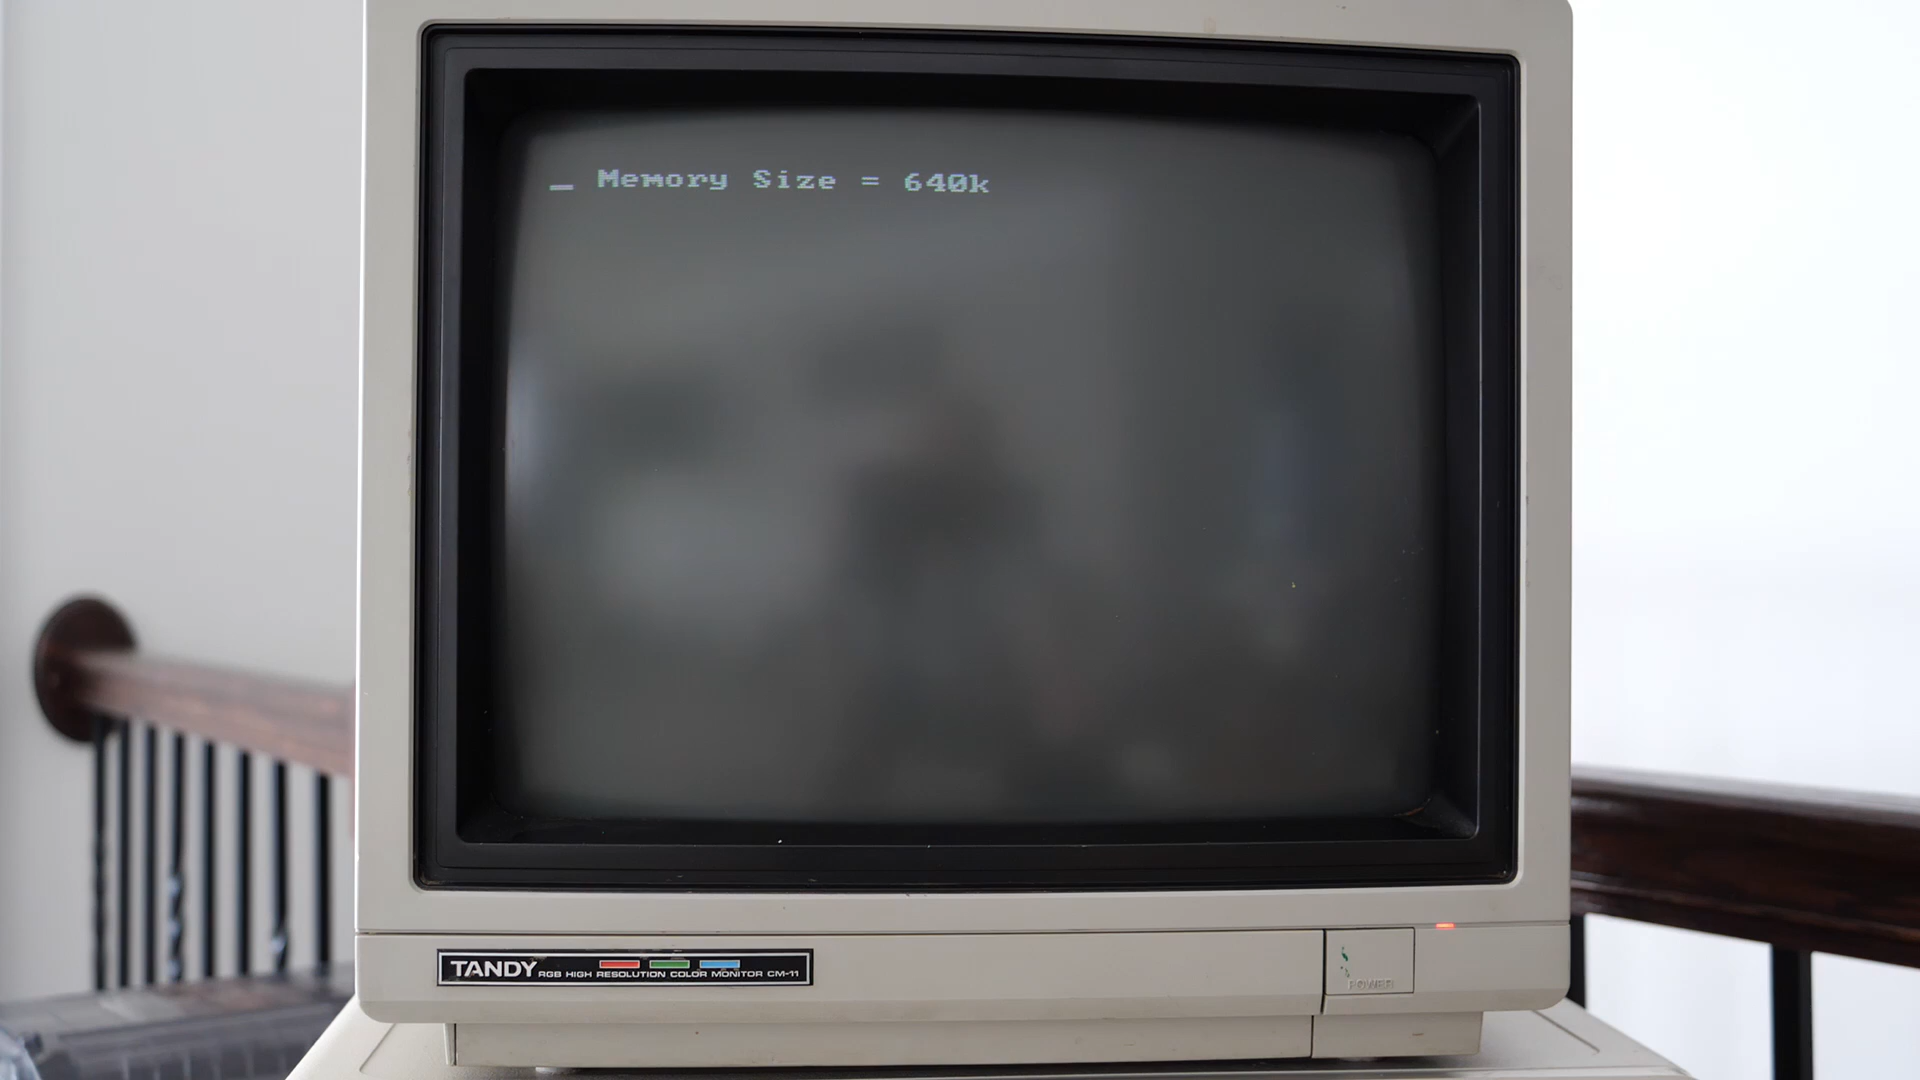 _ Memory Size = 640k
TANDY RGB HIGH RESOLUTION COLOR MONITOR CM-11
POWER